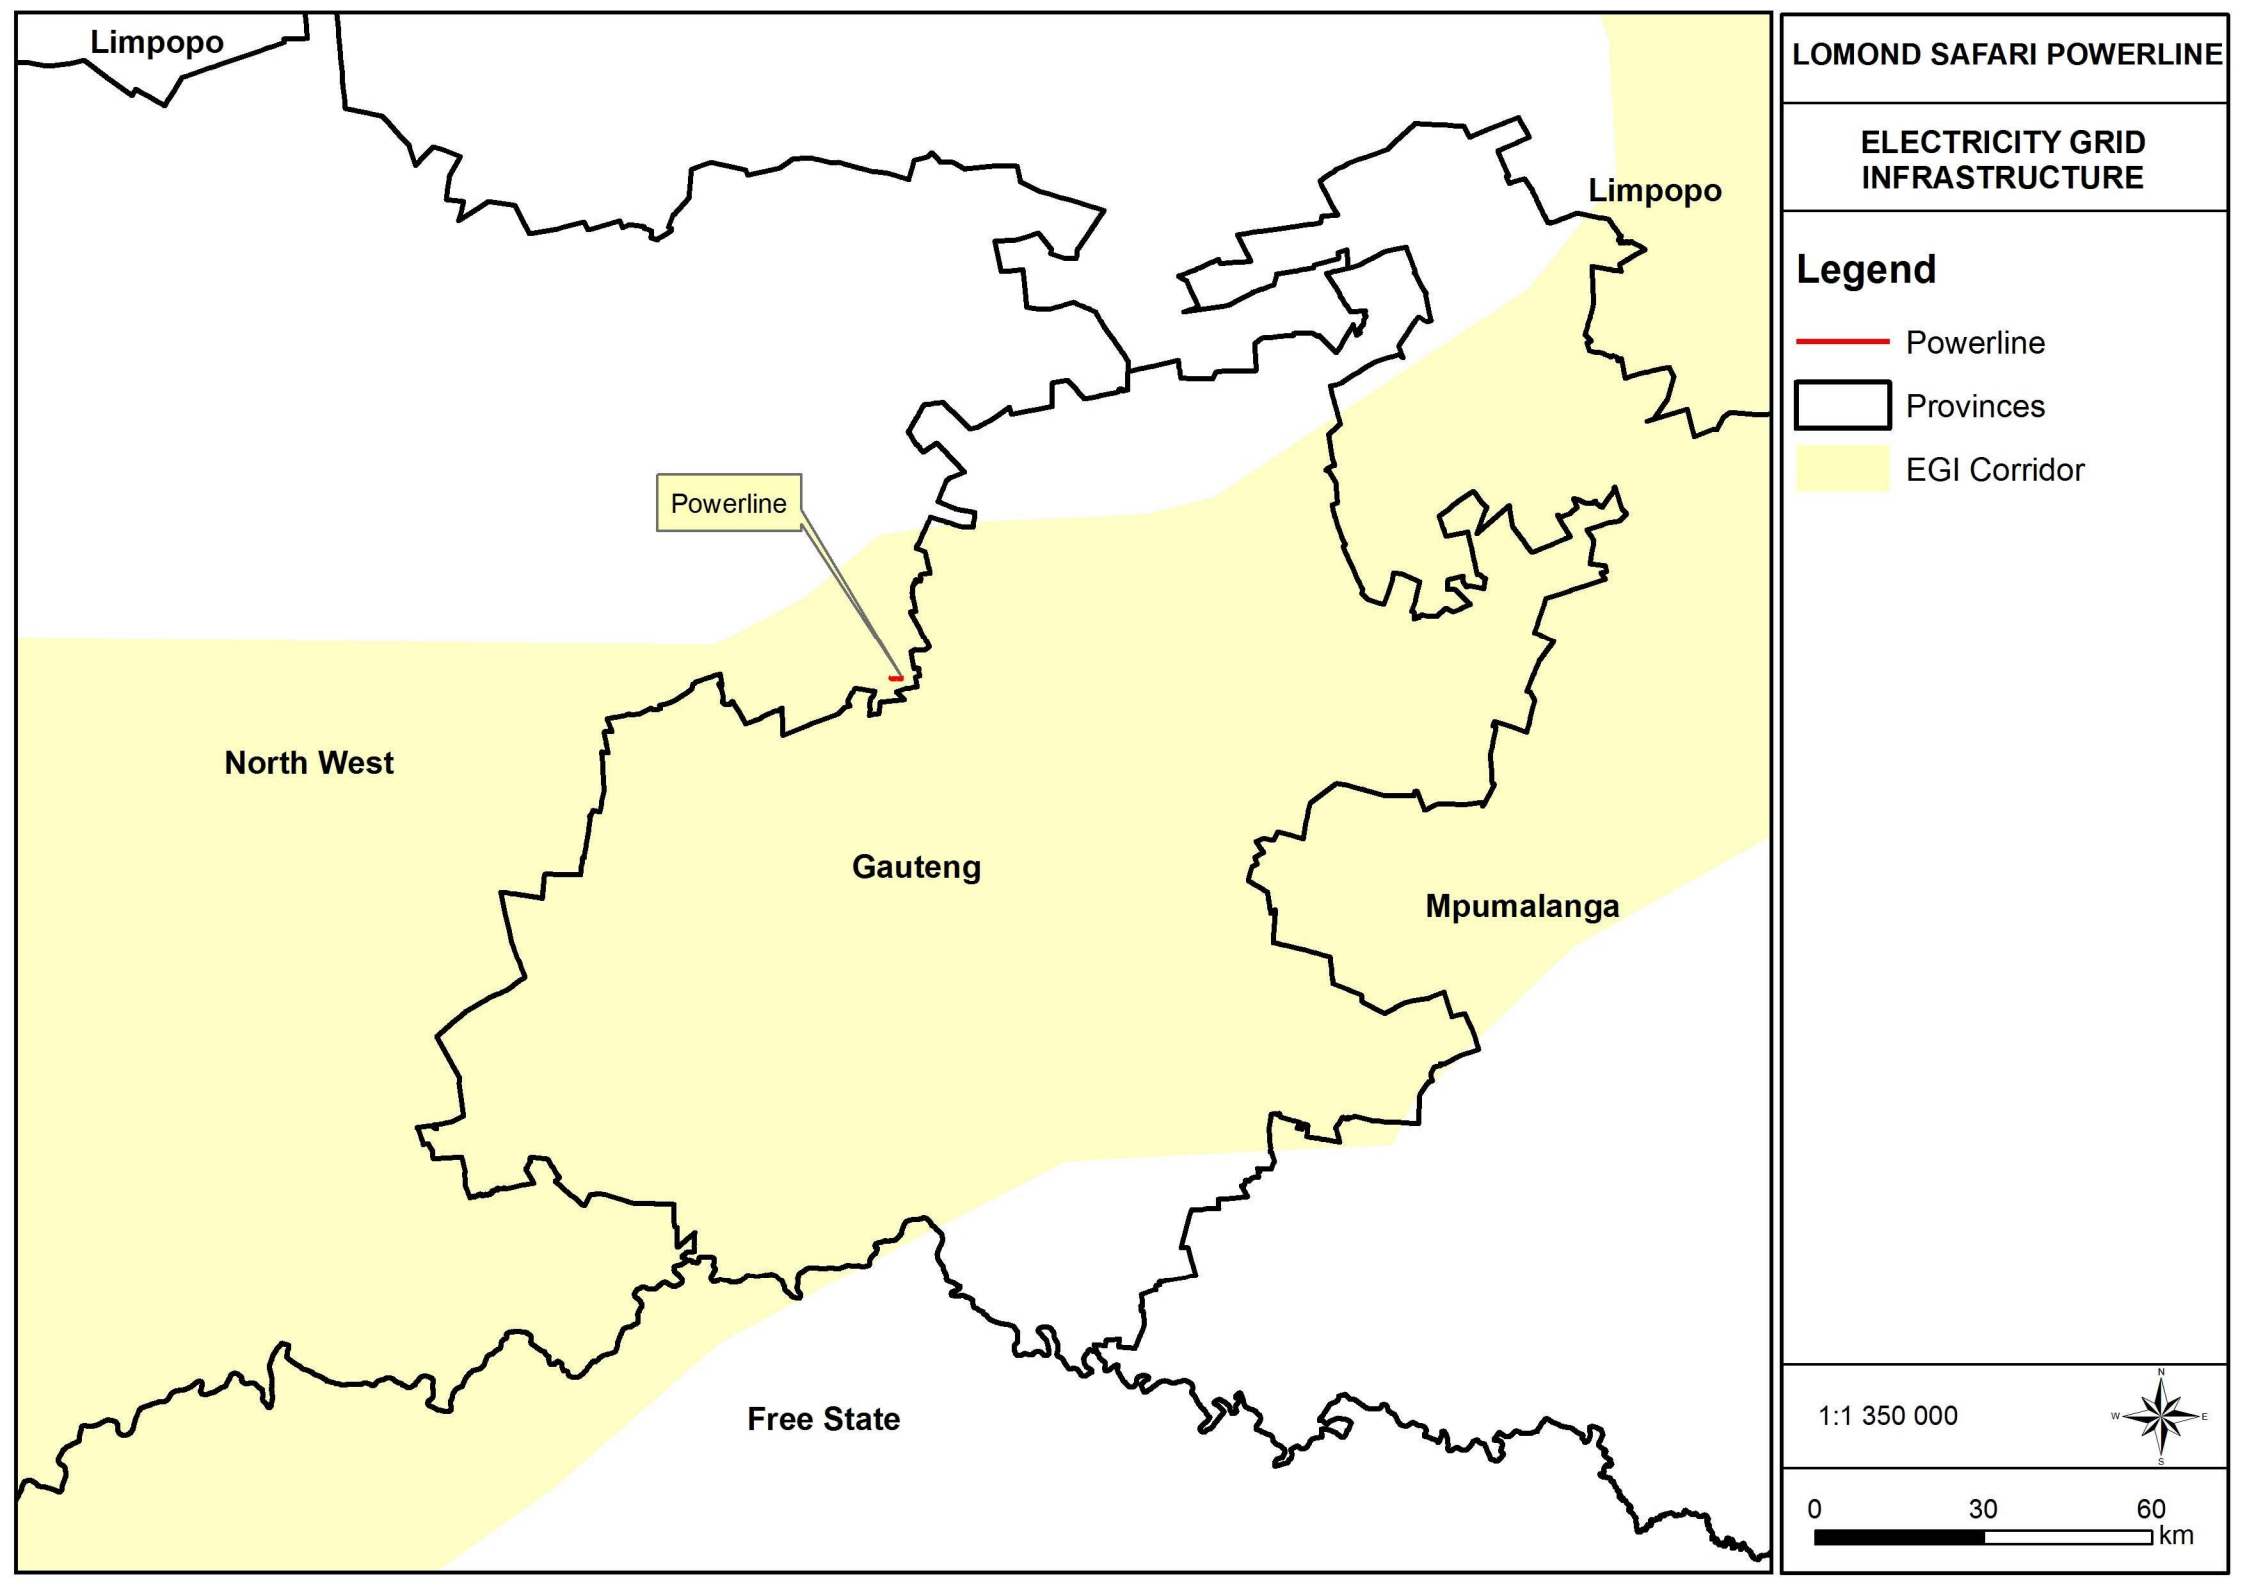 Limpopo
Limpopo
Powerline
North West
Gauteng
Mpumalanga
Free State
LOMOND SAFARI POWERLINE
ELECTRICITY GRID
INFRASTRUCTURE
Legend
Powerline
Provinces
EGI Corridor
1:1 350 000
N
W
E
S
0 30 60
km